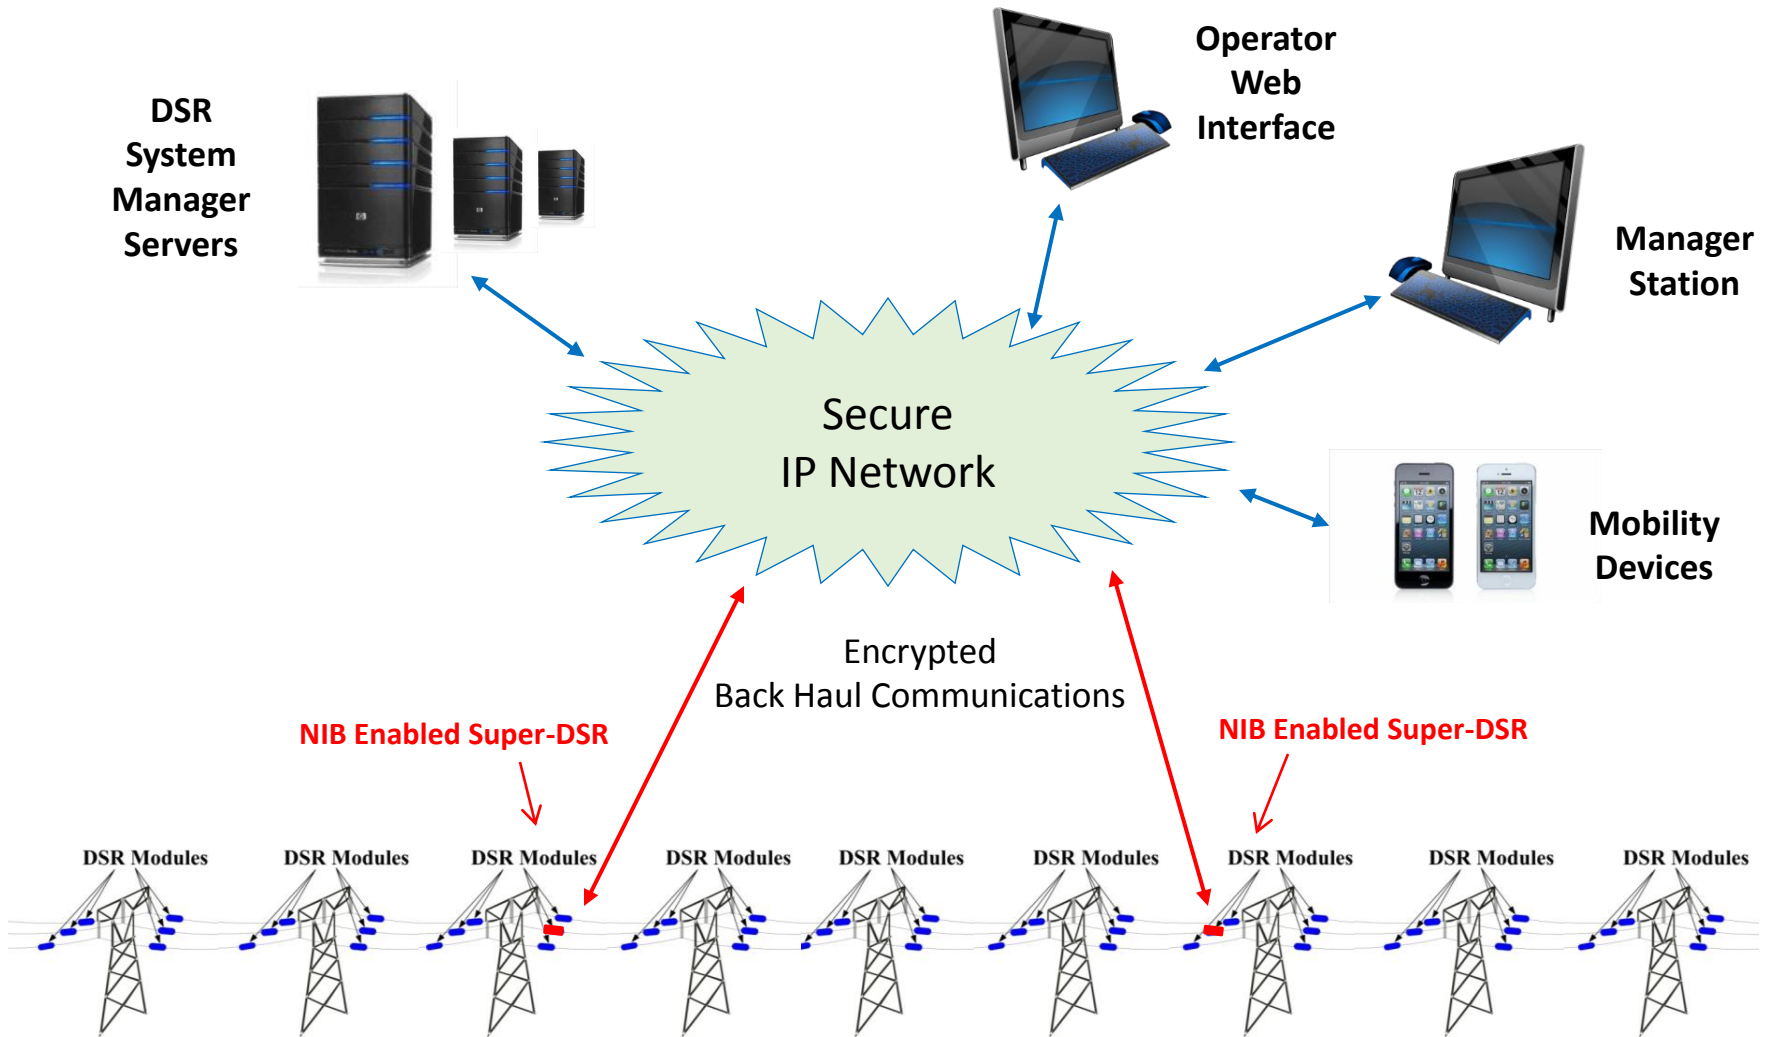 DSR
System
Manager
Servers
Operator
Web
Interface
Manager
Station
Secure
IP Network
Mobility
Devices
Encrypted
Back Haul Communications
NIB Enabled Super-DSR
NIB Enabled Super-DSR
DSR Modules
DSR Modules
DSR Modules
DSR Modules
DSR Modules
DSR Modules
DSR Modules
DSR Modules
DSR Modules